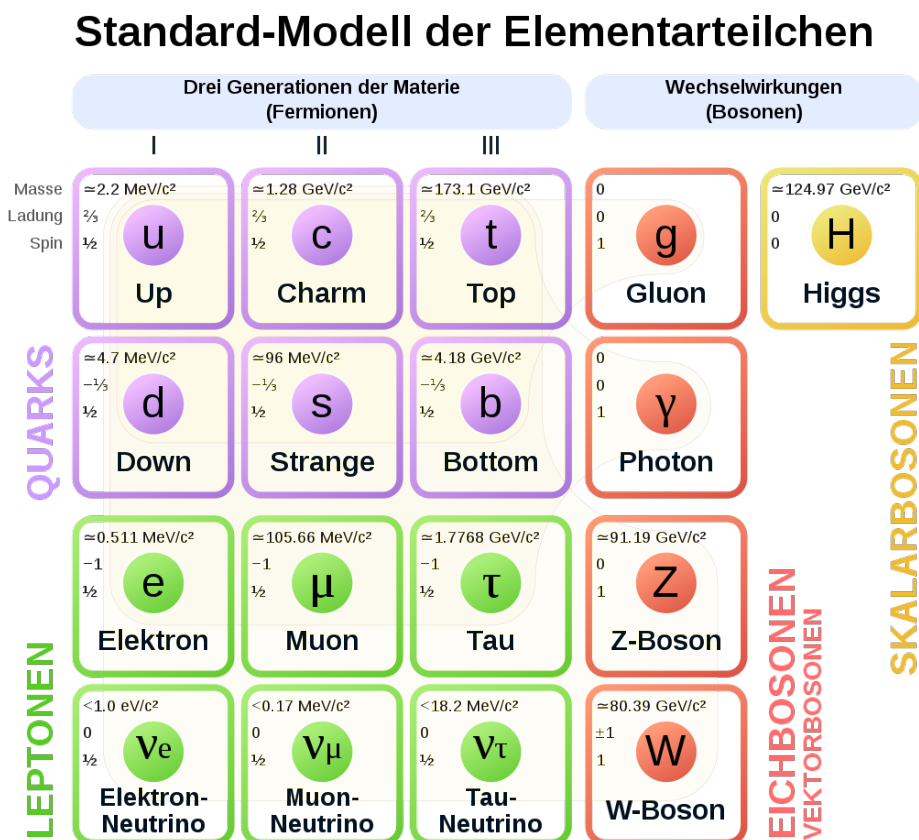 Standard-Modell der Elementarteilchen
Drei Generationen der Materie
(Fermionen)
Wechselwirkungen
(Bosonen)
I
II
III
Masse
Ladung
Spin
≃2.2 MeV/c²
⅔
½
u
Up
≃1.28 GeV/c²
⅔
½
c
Charm
≃173.1 GeV/c²
⅔
½
t
Top
0
0
1
g
Gluon
≃124.97 GeV/c²
0
0
H
Higgs
QUARKS
≃4.7 MeV/c²
−⅓
½
d
Down
≃96 MeV/c²
−⅓
½
s
Strange
≃4.18 GeV/c²
−⅓
½
b
Bottom
0
0
1
γ
Photon
SKALARBOSONEN
≃0.511 MeV/c²
−1
½
e
Elektron
≃105.66 MeV/c²
−1
½
μ
Muon
≃1.7768 GeV/c²
−1
½
τ
Tau
≃91.19 GeV/c²
0
1
Z
Z-Boson
EICHBOSONEN
VEKTORBOSONEN
LEPTONEN
<1.0 eV/c²
0
½
νe
Elektron-
Neutrino
<0.17 MeV/c²
0
½
νμ
Muon-
Neutrino
<18.2 MeV/c²
0
½
ντ
Tau-
Neutrino
≃80.39 GeV/c²
±1
1
W
W-Boson